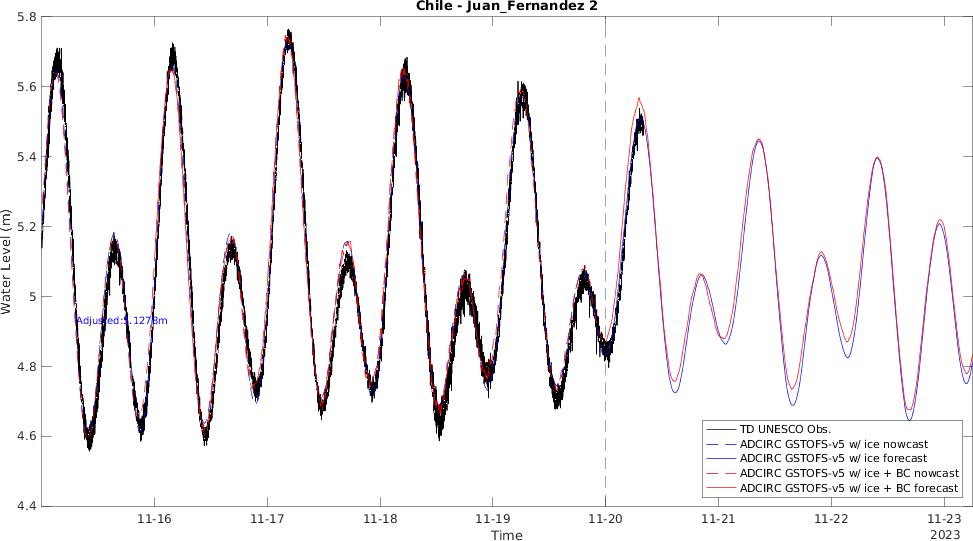 Chile - Juan_Fernandez 2
Water Level (m)
5.8
5.6
5.4
5.2
5
4.8
4.6
4.4
Adjusted:5.1278m
TD UNESCO Obs.
ADCIRC GSTOFS-v5 w/ ice nowcast
ADCIRC GSTOFS-v5 w/ ice forecast
ADCIRC GSTOFS-v5 w/ ice + BC nowcast
ADCIRC GSTOFS-v5 w/ ice + BC forecast
11-16
11-17
11-18
11-19
11-20
11-21
11-22
11-23
Time
2023